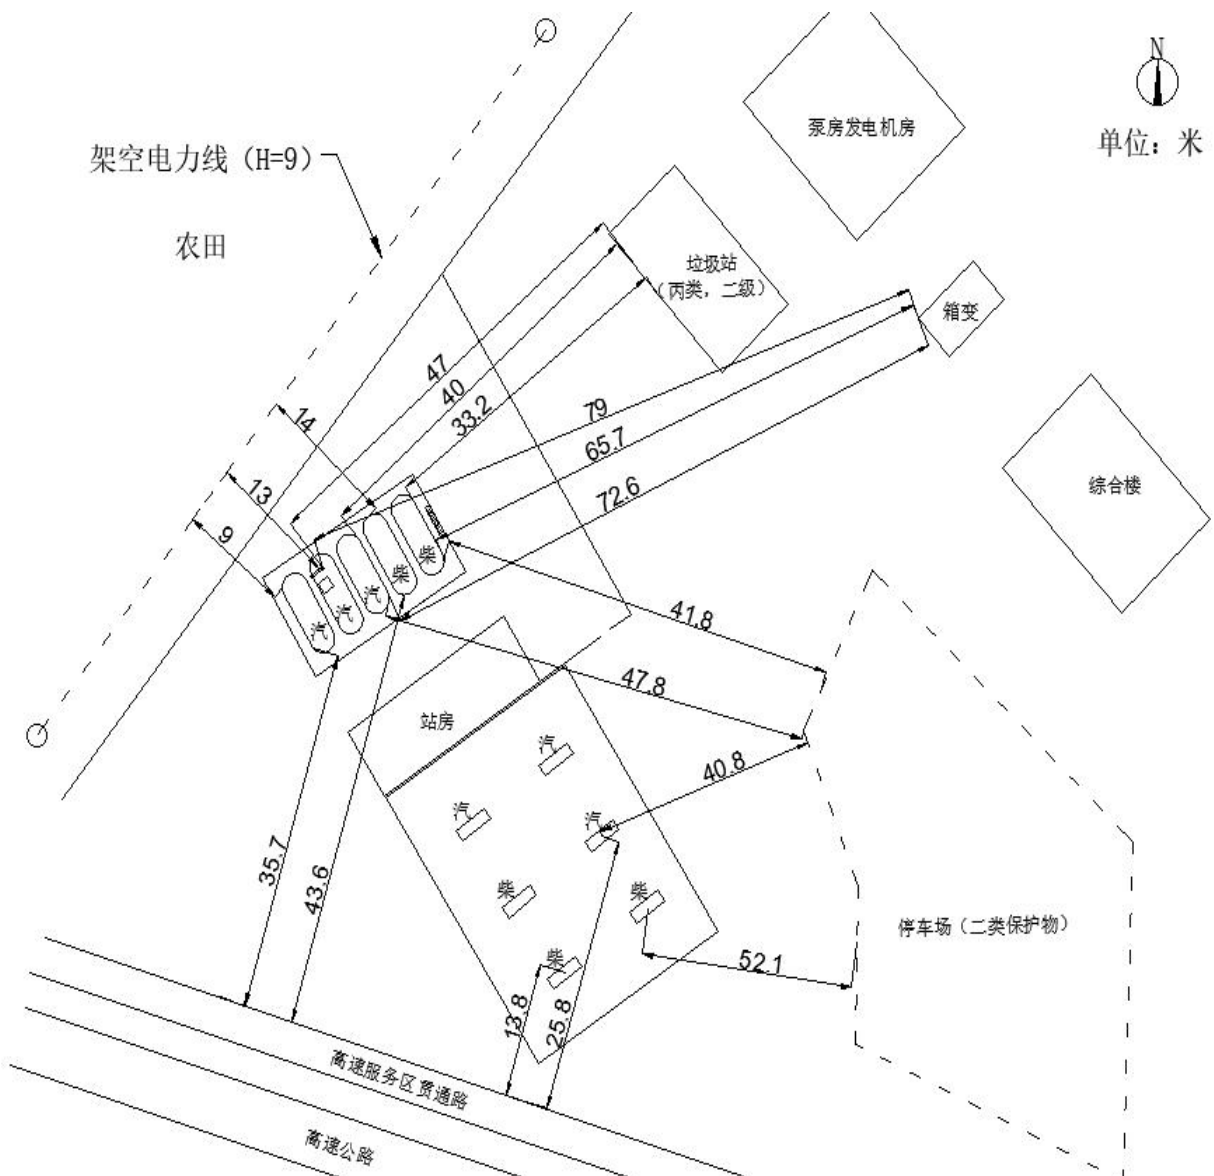 N
单位：米
泵房发电机房
架空电力线（H=9）
农田
垃圾站
（丙类，二级）
箱变
47
40
33.2
79
65.7
72.6
14
13
9
综合楼
柴
柴
汽
汽
汽
41.8
47.8
站房
汽
40.8
汽
汽
35.7
43.6
柴
柴
停车场（二类保护物）
52.1
柴
13.8
25.8
高速服务区贯通路
高速公路